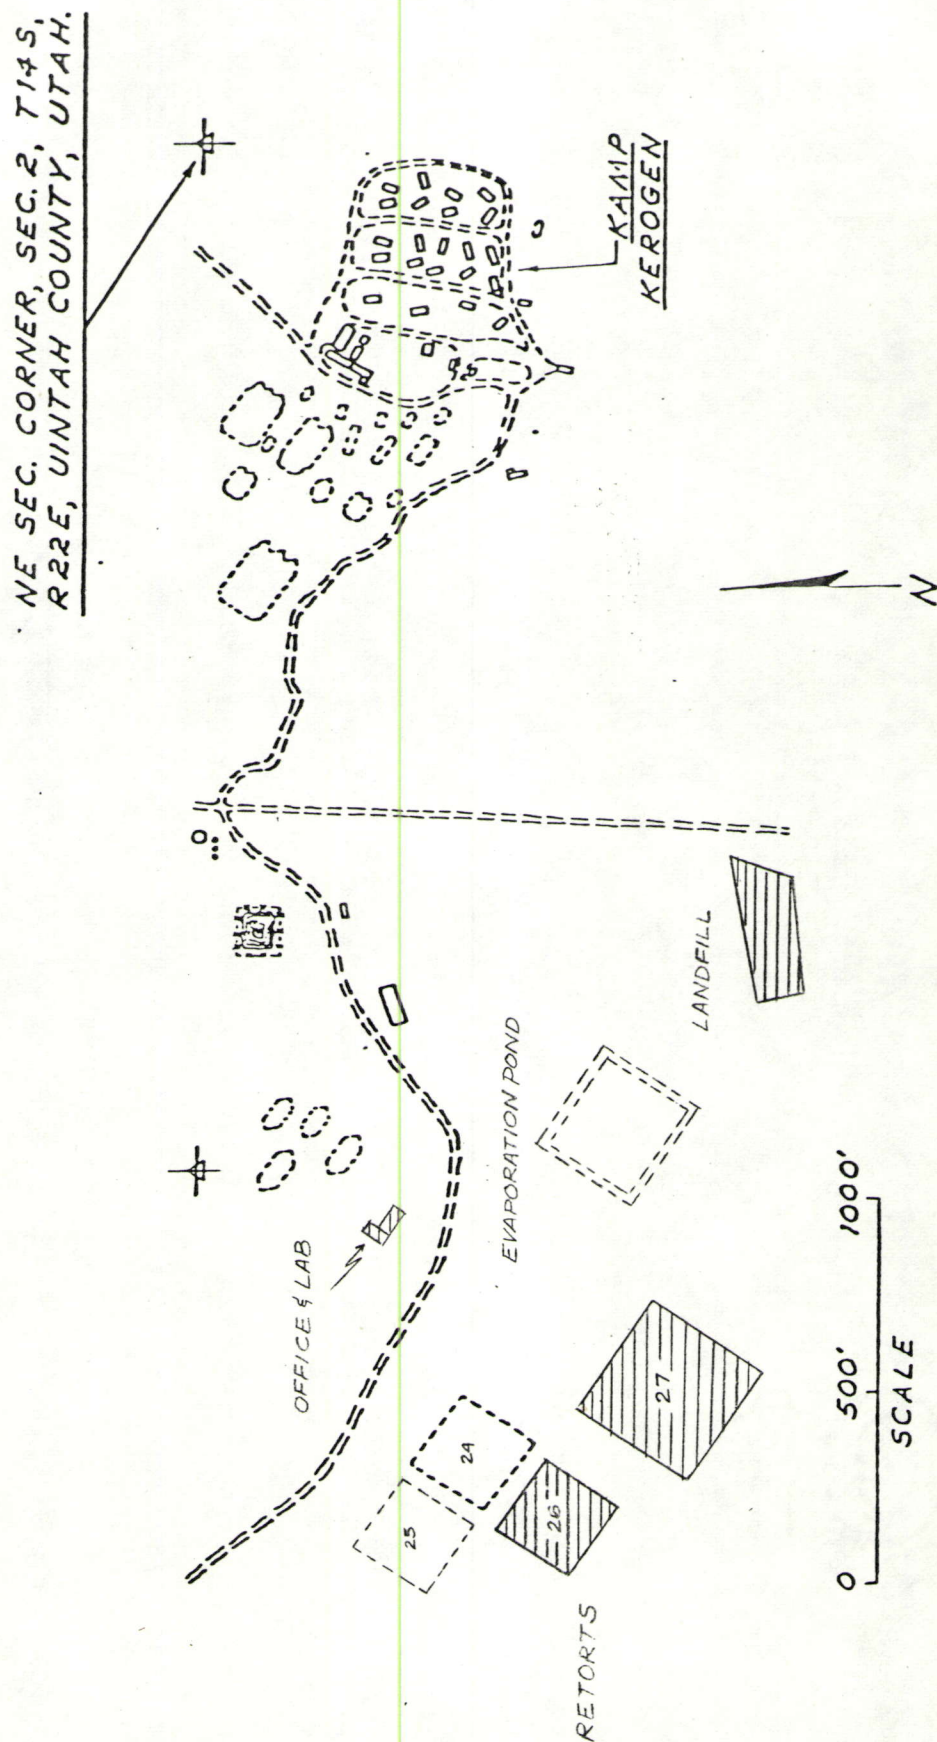 NE SEC. CORNER, SEC. 2, T14S,
R22E, UINTAH COUNTY, UTAH.
KAMP
KEROGEN
N
LANDFILL
EVAPORATION POND
OFFICE & LAB
24
25
26
27
RETORTS
0 500' 1000'
SCALE